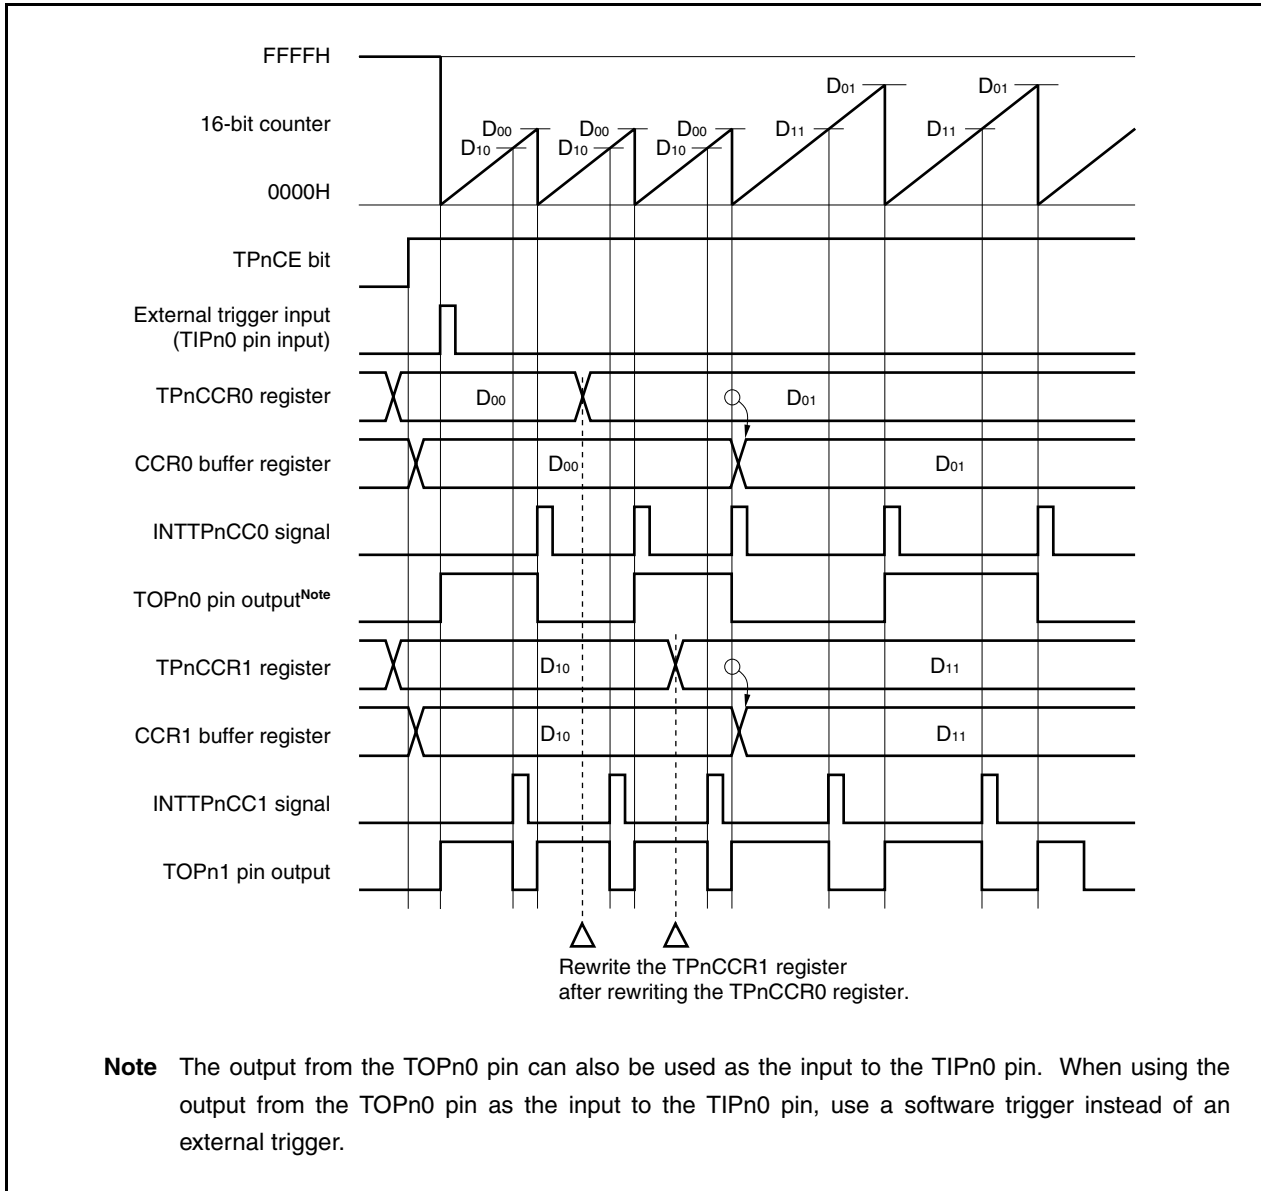 FFFFH
D01 D01
16-bit counter D00 D00 D00 D11 D11
D10 D10 D10
0000H
TPnCE bit
External trigger input
(TIPn0 pin input)
TPnCCR0 register D00 D01
CCR0 buffer register D00 D01
INTTPnCC0 signal
TOPn0 pin outputNote
TPnCCR1 register D10 D11
CCR1 buffer register D10 D11
INTTPnCC1 signal
TOPn1 pin output
Rewrite the TPnCCR1 register
after rewriting the TPnCCR0 register.
Note The output from the TOPn0 pin can also be used as the input to the TIPn0 pin. When using the
output from the TOPn0 pin as the input to the TIPn0 pin, use a software trigger instead of an
external trigger.